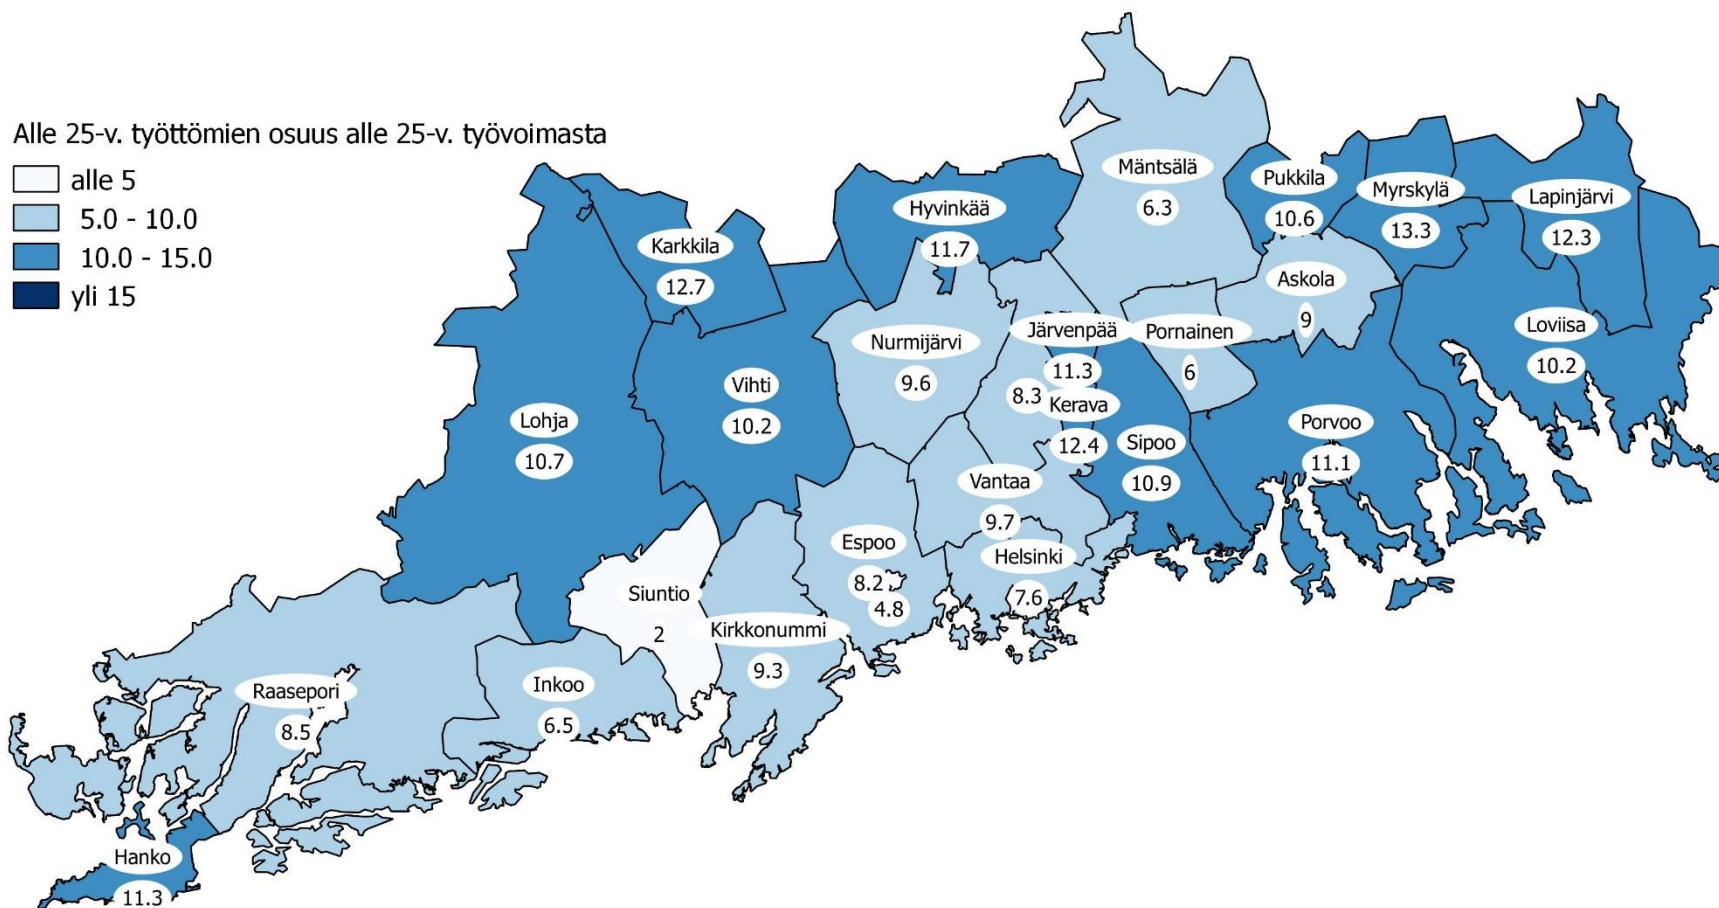 Alle 25-v. työttömien osuus alle 25-v. työvoimasta
alle 5
5.0 - 10.0
10.0 - 15.0
yli 15
Mäntsälä
6.3
Pukkila
10.6
Myrskylä
13.3
Lapinjärvi
12.3
Hyvinkää
11.7
Karkkila
12.7
Askola
9
Loviisa
10.2
Nurmijärvi
9.6
Järvenpää
11.3
Pornainen
6
8.3
Kerava
12.4
Vihti
10.2
Lohja
10.7
Sipoo
10.9
Porvoo
11.1
Vantaa
9.7
Espoo
8.2
4.8
Helsinki
7.6
Siuntio
2
Kirkkonummi
9.3
Inkoo
6.5
Raasepori
8.5
Hanko
11.3